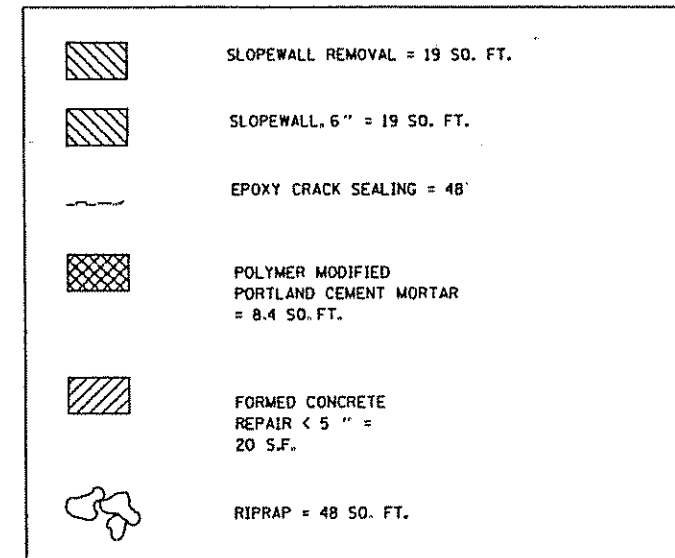 SLOPEWALL REMOVAL = 19 SQ. FT.
SLOPEWALL, 6" = 19 SQ. FT.
EPOXY CRACK SEALING = 48'
POLYMER MODIFIED
PORTLAND CEMENT MORTAR
= 8.4 SQ. FT.
FORMED CONCRETE
REPAIR < 5 " =
20 S.F.
RIPRAP = 48 SQ. FT.